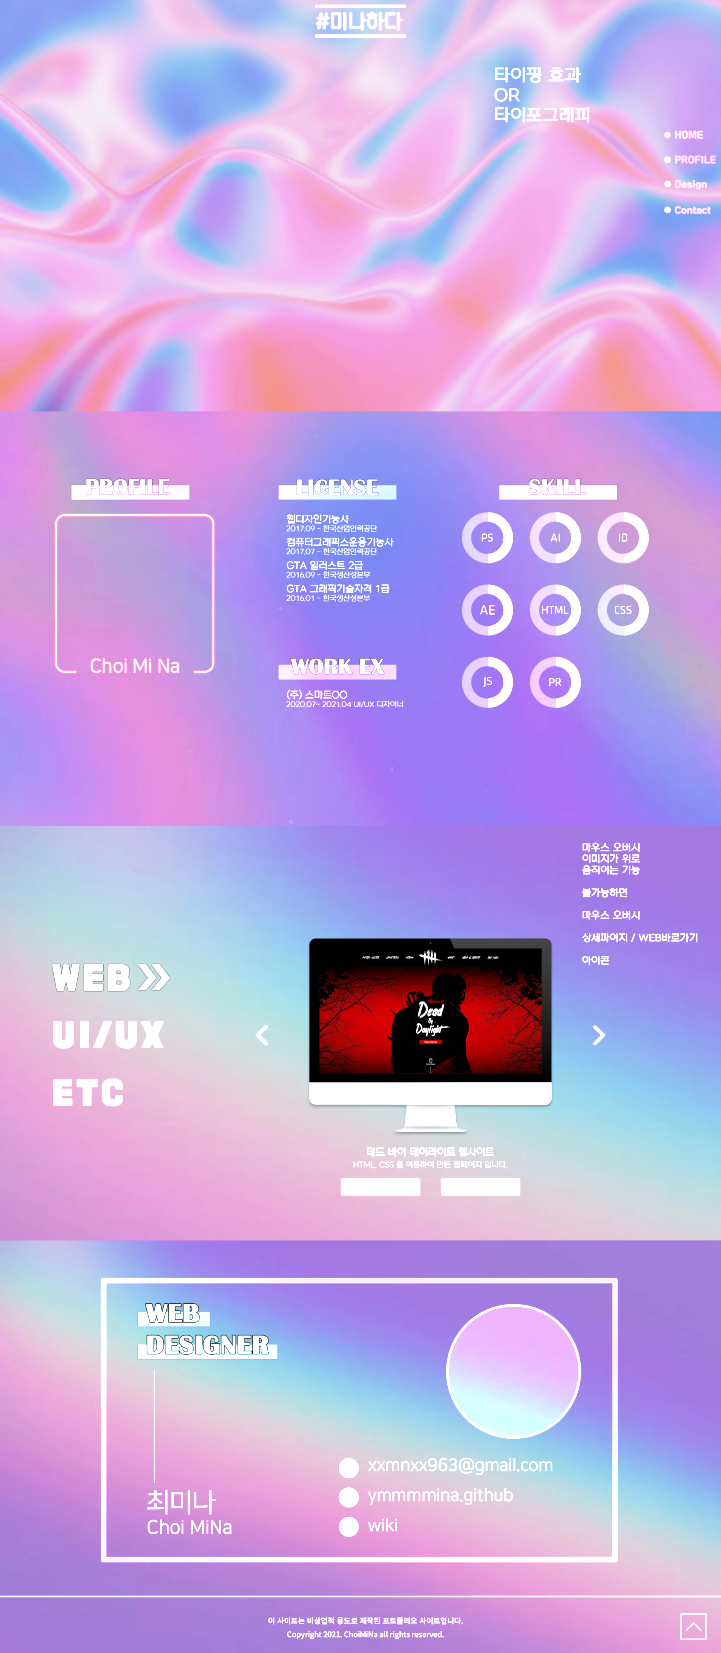 #미나하다
타이핑 효과
OR
타이포그래피
HOME
PROFILE
Design
Contact
PROFILE
Choi Mi Na
LICENSE
웹디자인기능사
2017.09 - 한국산업인력공단
컴퓨터그래픽스운용기능사
2017.07 - 한국산업인력공단
GTA 일러스트 2급
2016.09 - 한국생산성본부
GTA 그래픽기술자격 1급
2016.01 - 한국생산성본부
WORK EX
(주) 스마트OO
2020.07~ 2021.04 UI/UX 디자이너
SKILL
PS
AI
ID
AE
HTML
CSS
JS
PR
마우스 오버시
이미지가 위로
움직이는 기능
불가능하면
마우스 오버시
상세페이지 / WEB바로가기
아이콘
WEB
UI/UX
ETC
Dead
By
Daylight
데드 바이 데이라이트 웹사이트
HTML, CSS 를 이용하여 만든 웹페이지 입니다.
WEB
DESIGNER
최미나
Choi MiNa
xxmnxx963@gmail.com
ymmmmina.github
wiki
이 사이트는 비상업적 용도로 제작된 포트폴리오 사이트입니다.
Copyright 2021. ChoiMiNa all rights reserved.